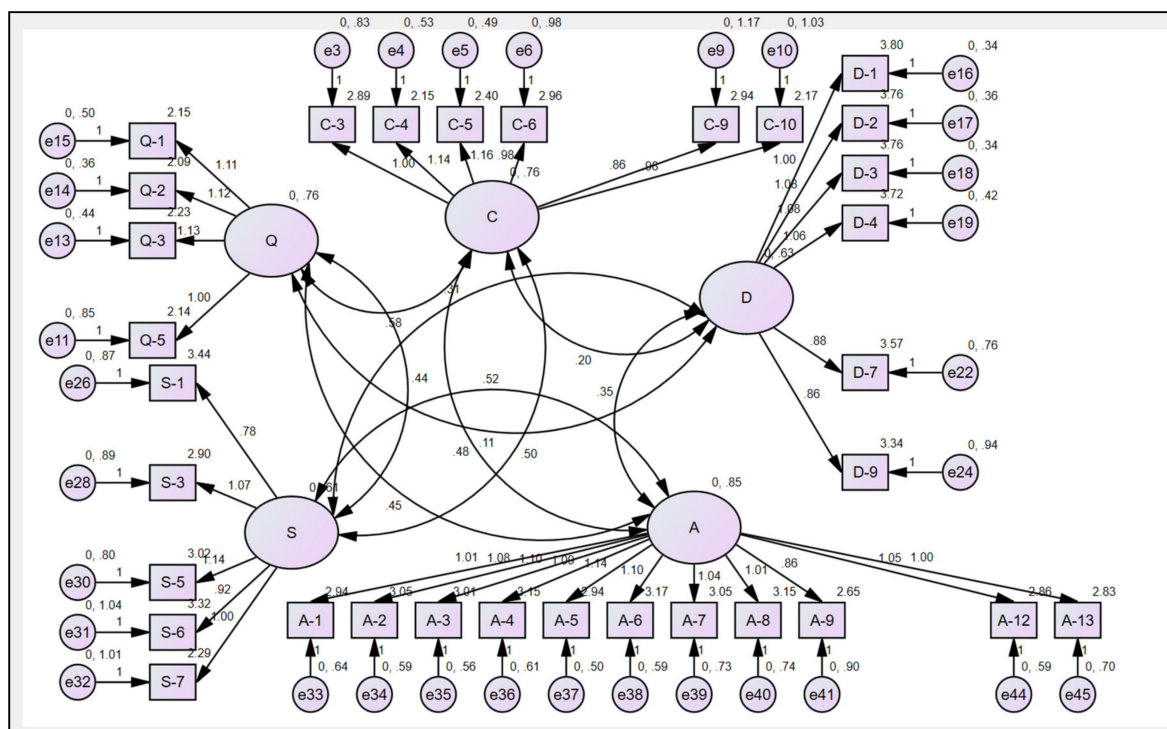 0, .83
0, .53
0, .49
0, .98
0, 1.17
0, 1.03
e3
e4
e5
e6
e9
e10
1
1
1
1
1
1
2.89
2.15
2.40
2.96
2.94
2.17
C-3
C-4
C-5
C-6
C-9
C-10
1.00
1.14
1.16
.98
.86
.98
0, .76
C
3.80
0, .34
D-1
1
e16
3.76
0, .36
D-2
1
e17
3.76
0, .34
D-3
1
e18
3.72
0, .42
D-4
1
e19
1.00
1.08
1.08
1.06
0, .63
D
.88
.86
3.57
0, .76
D-7
1
e22
3.34
0, .94
D-9
1
e24
0, .50
2.15
e15
1
Q-1
0, .36
2.09
e14
1
Q-2
0, .44
2.23
e13
1
Q-3
1.11
1.12
1.13
1.00
0, .76
Q
0, .85
2.14
e11
1
Q-5
0, .87
3.44
e26
1
S-1
0, .89
2.90
e28
1
S-3
0, .80
3.02
e30
1
S-5
0, 1.04
3.32
e31
1
S-6
0, 1.01
2.29
e32
1
S-7
.78
1.07
1.14
.92
1.00
S
.31
.58
.20
.44
.52
.35
.48
.11
.50
.45
0, .85
A
1.01
1.08
1.10
1.09
1.14
1.10
1.04
1.01
.86
1.05
1.00
2.94
3.05
3.01
3.15
2.94
3.17
3.05
3.15
2.65
2.86
2.83
A-1
A-2
A-3
A-4
A-5
A-6
A-7
A-8
A-9
A-12
A-13
1
1
1
1
1
1
1
1
1
1
1
0, .64
0, .59
0, .56
0, .61
0, .50
0, .59
0, .73
0, .74
0, .90
0, .59
0, .70
e33
e34
e35
e36
e37
e38
e39
e40
e41
e44
e45